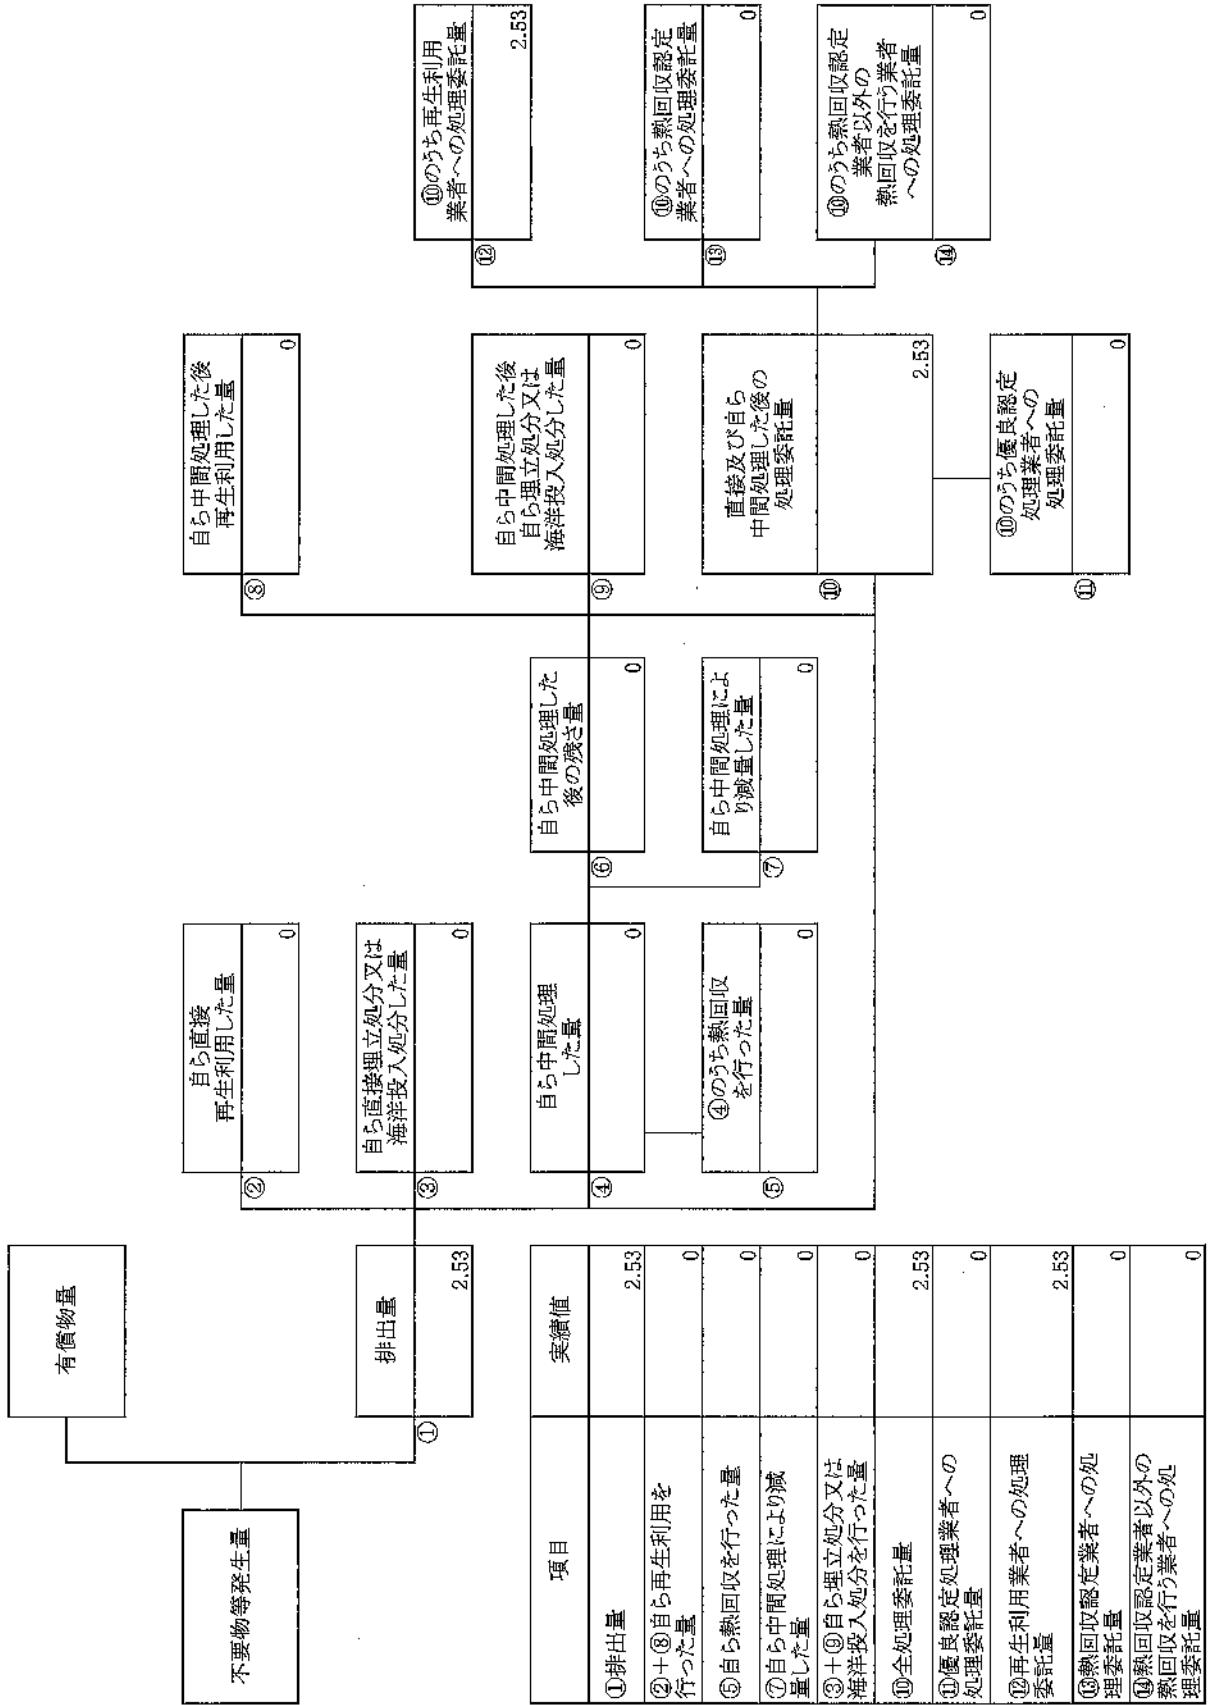 不要物等発生量
有償物量
①
排出量
2.53
②
自ら直接
再生利用した量
0
③
自ら直接埋立処分又は
海洋投入処分した量
0
④
自ら中間処理
した量
0
⑤
④のうち熱回収
を行った量
0
⑥
自ら中間処理した
後の残さ量
0
⑦
自ら中間処理によ
り減量した量
0
⑧
自ら中間処理した後
再生利用した量
0
⑨
自ら中間処理した後
自ら埋立処分又は
海洋投入処分した量
0
⑩
直接及び自ら
中間処理した後の
処理委託量
2.53
⑪
⑩のうち優良認定
処理業者への
処理委託量
0
⑫
⑩のうち再生利用
業者への処理委託量
2.53
⑬
⑩のうち熱回収認定
業者への処理委託量
0
⑭
⑩のうち熱回収認定
業者以外の
熱回収を行う業者
への処理委託量
0
項目 実績値
①排出量 2.53
②+⑧自ら再生利用を
行った量 0
⑤自ら熱回収を行った量 0
⑦自ら中間処理により減
量した量 0
③+⑨自ら埋立処分又は
海洋投入処分を行った量 0
⑩全処理委託量 2.53
⑪優良認定処理業者への
処理委託量 0
⑫再生利用業者への処理
委託量 2.53
⑬熱回収認定業者への処
理委託量 0
⑭熱回収認定業者以外の
熱回収を行う業者への処
理委託量 0